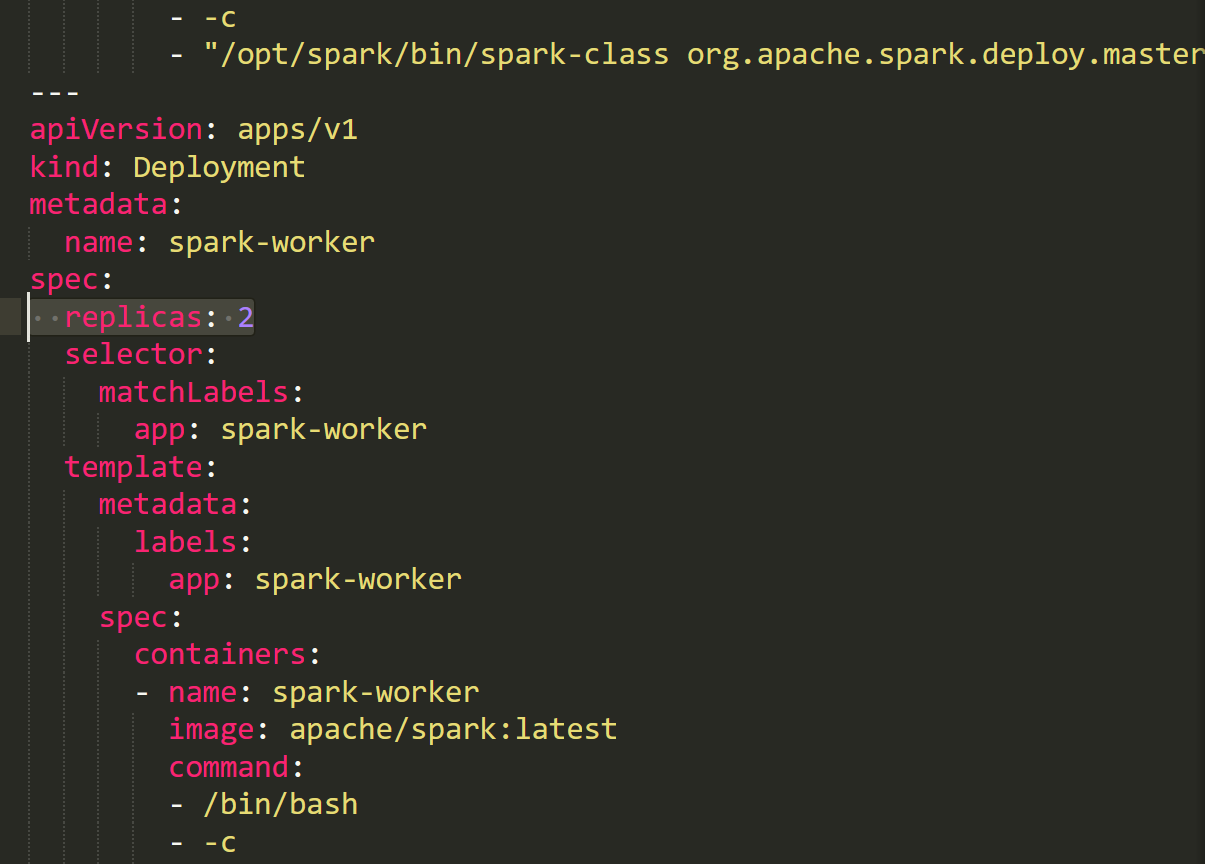 - -c
- "/opt/spark/bin/spark-class org.apache.spark.deploy.master
---
apiVersion: apps/v1
kind: Deployment
metadata:
  name: spark-worker
spec:
  replicas: 2
  selector:
    matchLabels:
      app: spark-worker
  template:
    metadata:
      labels:
        app: spark-worker
    spec:
      containers:
      - name: spark-worker
        image: apache/spark:latest
        command:
        - /bin/bash
        - -c